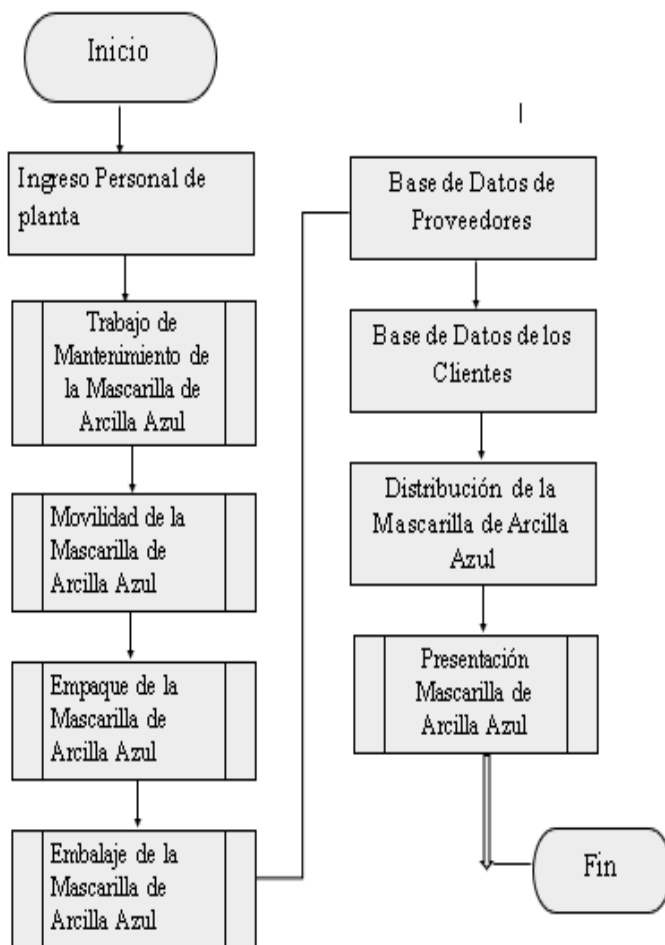 Inicio
Ingreso Personal de
planta
Trabajo de
Mantenimiento de
la Mascarilla de
Arcilla Azul
Movilidad de la
Mascarilla de
Arcilla Azul
Empaque de la
Mascarilla de
Arcilla Azul
Embalaje de la
Mascarilla de
Arcilla Azul
Base de Datos de
Proveedores
Base de Datos de los
Clientes
Distribución de la
Mascarilla de Arcilla
Azul
Presentación
Mascarilla de
Arcilla Azul
Fin